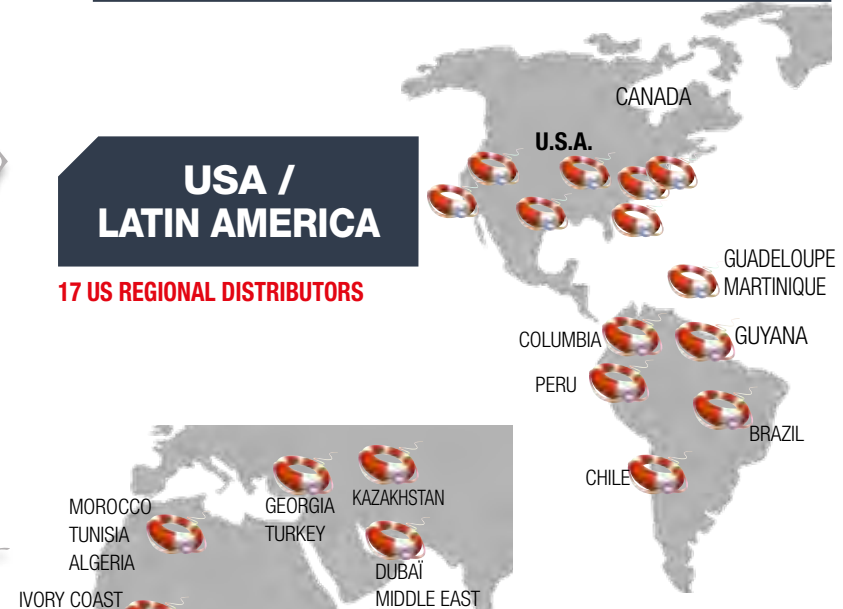 CANADA
U.S.A.
USA /
LATIN AMERICA
17 US REGIONAL DISTRIBUTORS
GUADELOUPE
MARTINIQUE
COLUMBIA
GUYANA
PERU
BRAZIL
CHILE
MOROCCO
TUNISIA
ALGERIA
GEORGIA
TURKEY
KAZAKHSTAN
DUBAÏ
MIDDLE EAST
IVORY COAST